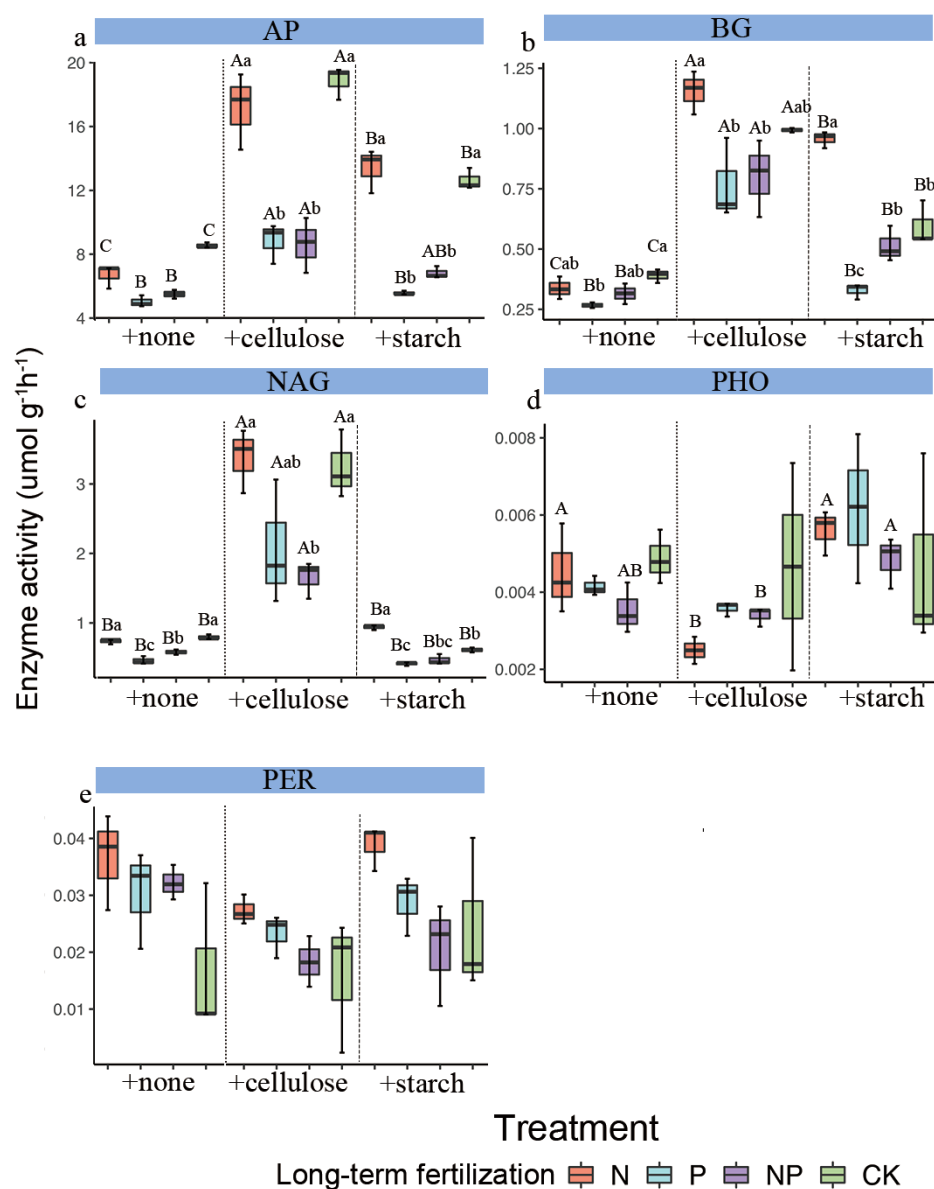 a
AP
20
16
12
8
4
C
B
B
C
Aa
Ab
Ab
Aa
Ba
Bb
ABb
Ba
+none
+cellulose
+starch
b
BG
1.25
1.00
0.75
0.50
0.25
Cab
Bb
Bab
Ca
Aa
Ab
Ab
Aab
Ba
Bc
Bb
Bb
+none
+cellulose
+starch
c
NAG
3
2
1
Ba
Bc
Bb
Ba
Aa
Aab
Ab
Aa
Ba
Bc
Bbc
Bb
+none
+cellulose
+starch
d
PHO
0.008
0.006
0.004
0.002
A
AB
B
B
A
A
+none
+cellulose
+starch
e
PER
0.04
0.03
0.02
0.01
+none
+cellulose
+starch
Enzyme activity (umol g⁻¹h⁻¹)
Treatment
Long-term fertilization N P NP CK